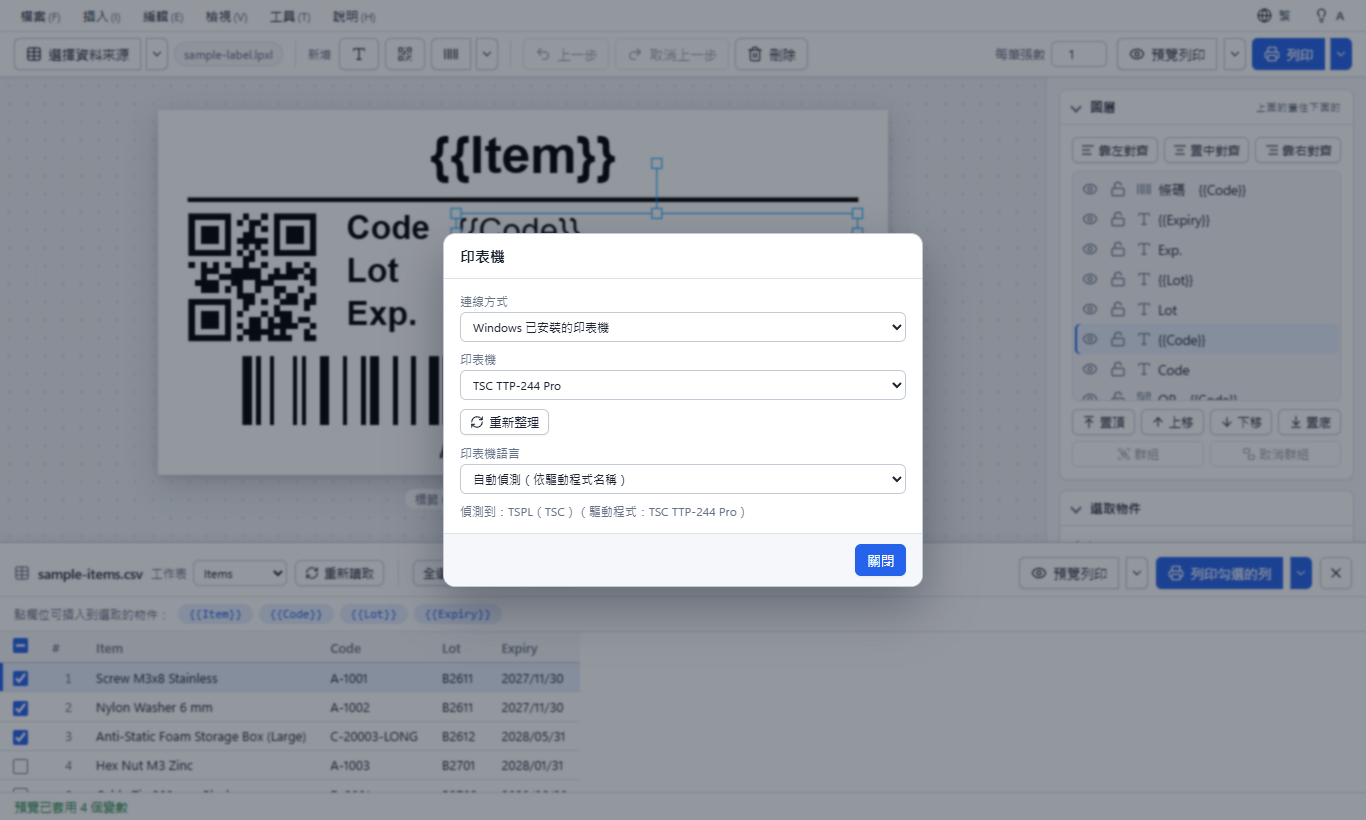 檔案(F) 插入(I) 編輯(E) 檢視(V) 工具(T) 說明(H) 繁 A
選擇資料來源 sample-label.lpxl 新增 T 上一步 取消上一步 刪除 每筆張數 1 預覽列印 列印
{{Item}}
Code {{Code}}
Lot
Exp.
圖層 上面的蓋住下面的
靠左對齊 置中對齊 靠右對齊
條碼 {{Code}}
T {{Expiry}}
T Exp.
T {{Lot}}
T Lot
T {{Code}}
T Code
QR {{Code}}
置頂 上移 下移 置底
群組 取消群組
選取物件
印表機
連線方式
Windows 已安裝的印表機
印表機
TSC TTP-244 Pro
重新整理
印表機語言
自動偵測（依驅動程式名稱）
偵測到：TSPL（TSC）（驅動程式：TSC TTP-244 Pro）
關閉
標籤
sample-items.csv 工作表 Items 重新讀取 預覽列印 列印勾選的列
點欄位可插入到選取的物件： {{Item}} {{Code}} {{Lot}} {{Expiry}}
# Item Code Lot Expiry
1 Screw M3x8 Stainless A-1001 B2611 2027/11/30
2 Nylon Washer 6 mm A-1002 B2611 2027/11/30
3 Anti-Static Foam Storage Box (Large) C-20003-LONG B2612 2028/05/31
4 Hex Nut M3 Zinc A-1003 B2701 2028/01/31
預覽已套用 4 個變數